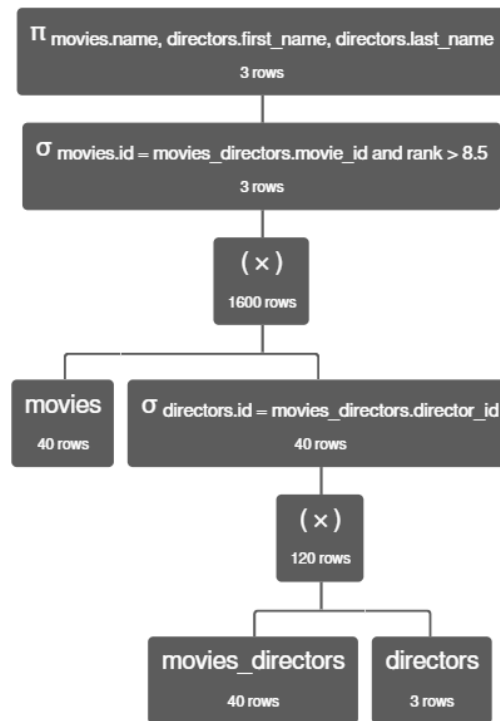 π movies.name, directors.first_name, directors.last_name
3 rows
σ movies.id = movies_directors.movie_id and rank > 8.5
3 rows
( × )
1600 rows
movies
40 rows
σ directors.id = movies_directors.director_id
40 rows
( × )
120 rows
movies_directors
40 rows
directors
3 rows